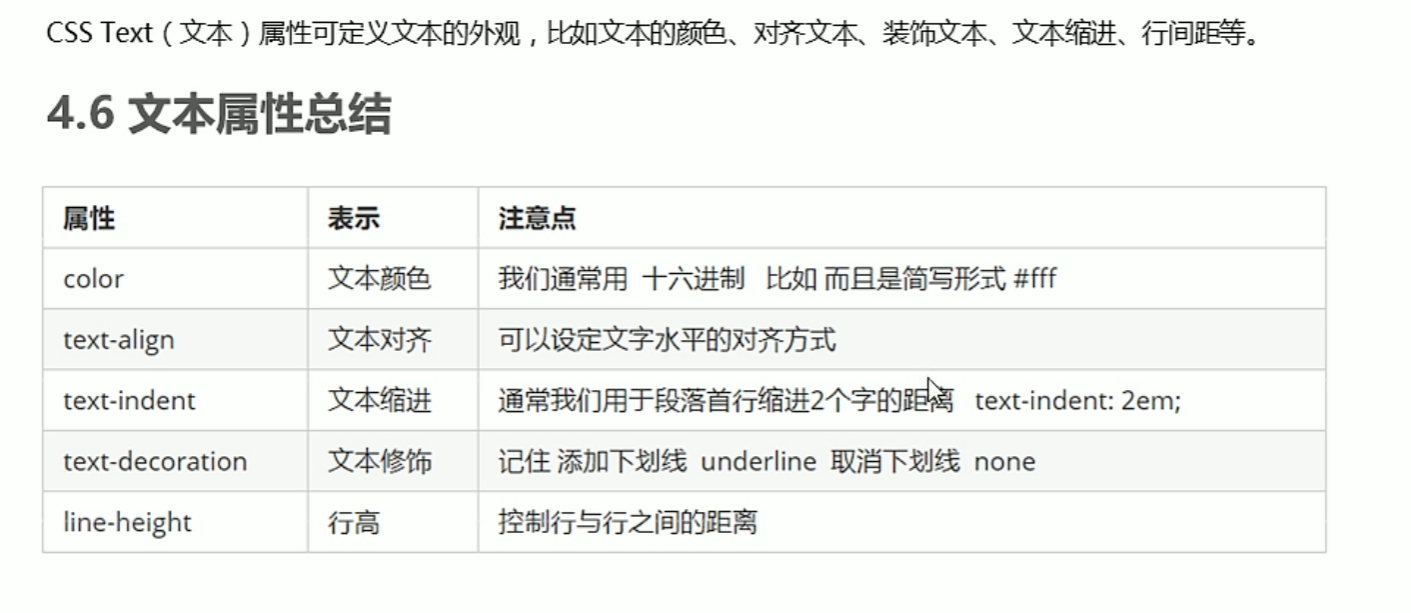 CSS Text（文本）属性可定义文本的外观，比如文本的颜色、对齐文本、装饰文本、文本缩进、行间距等。
4.6 文本属性总结
属性 表示 注意点
color 文本颜色 我们通常用 十六进制 比如 而且是简写形式 #fff
text-align 文本对齐 可以设定文字水平的对齐方式
text-indent 文本缩进 通常我们用于段落首行缩进2个字的距离 text-indent: 2em;
text-decoration 文本修饰 记住 添加下划线 underline 取消下划线 none
line-height 行高 控制行与行之间的距离